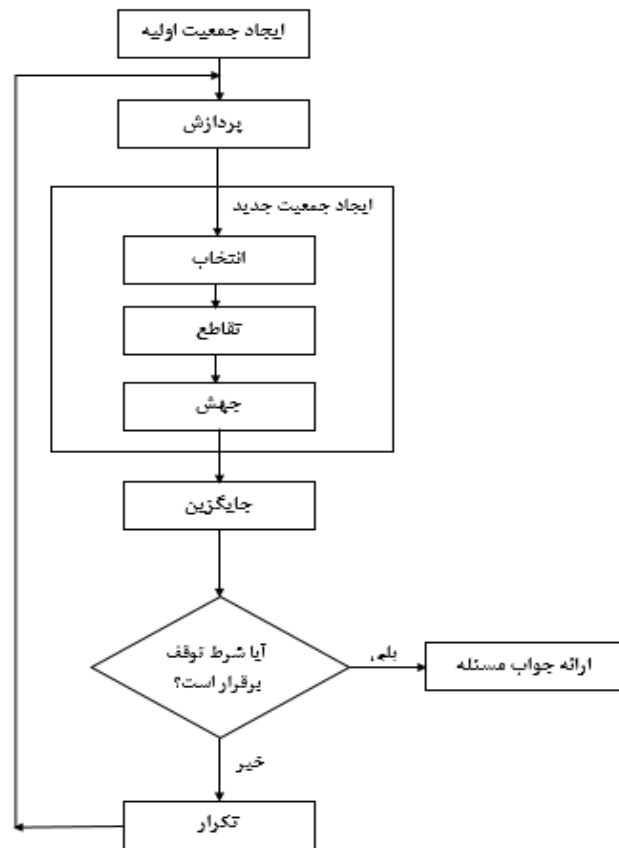 ایجاد جمعیت اولیه
پردازش
ایجاد جمعیت جدید
انتخاب
تقاطع
جهش
جایگزین
آیا شرط توقف
برقرار است؟
بلی
ارائه جواب مسئله
خیر
تکرار